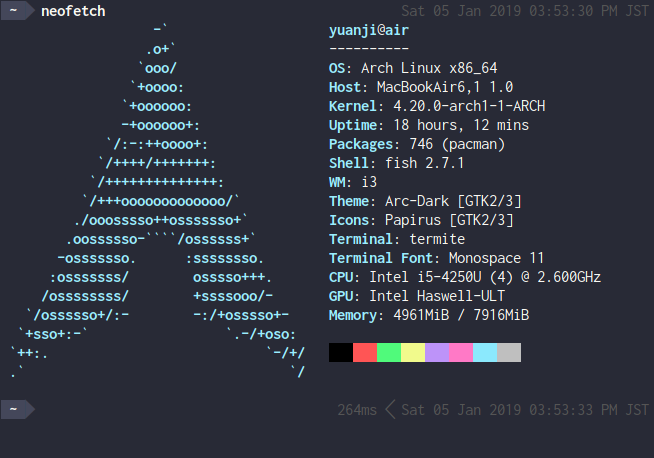 ~ neofetch Sat 05 Jan 2019 03:53:30 PM JST
                  -`
                 .o+`
                `ooo/
               `+oooo:
              `+oooooo:
              -+oooooo+:
            `/:-:++oooo+:
           `/++++/+++++++:
          `/++++++++++++++:
         `/+++ooooooooooooo/`
        ./ooosssso++osssssso+`
       .oossssso-````/ossssss+`
      -osssssso.      :ssssssso.
     :osssssss/        osssso+++.
    /ossssssss/        +ssssooo/-
  `/ossssso+/:-        -:/+osssso+-
 `+sso+:-`                 `.-/+oso:
`++:.                           `-/+/
.`                                 `/
yuanji@air
----------
OS: Arch Linux x86_64
Host: MacBookAir6,1 1.0
Kernel: 4.20.0-arch1-1-ARCH
Uptime: 18 hours, 12 mins
Packages: 746 (pacman)
Shell: fish 2.7.1
WM: i3
Theme: Arc-Dark [GTK2/3]
Icons: Papirus [GTK2/3]
Terminal: termite
Terminal Font: Monospace 11
CPU: Intel i5-4250U (4) @ 2.600GHz
GPU: Intel Haswell-ULT
Memory: 4961MiB / 7916MiB
~ 264ms Sat 05 Jan 2019 03:53:33 PM JST